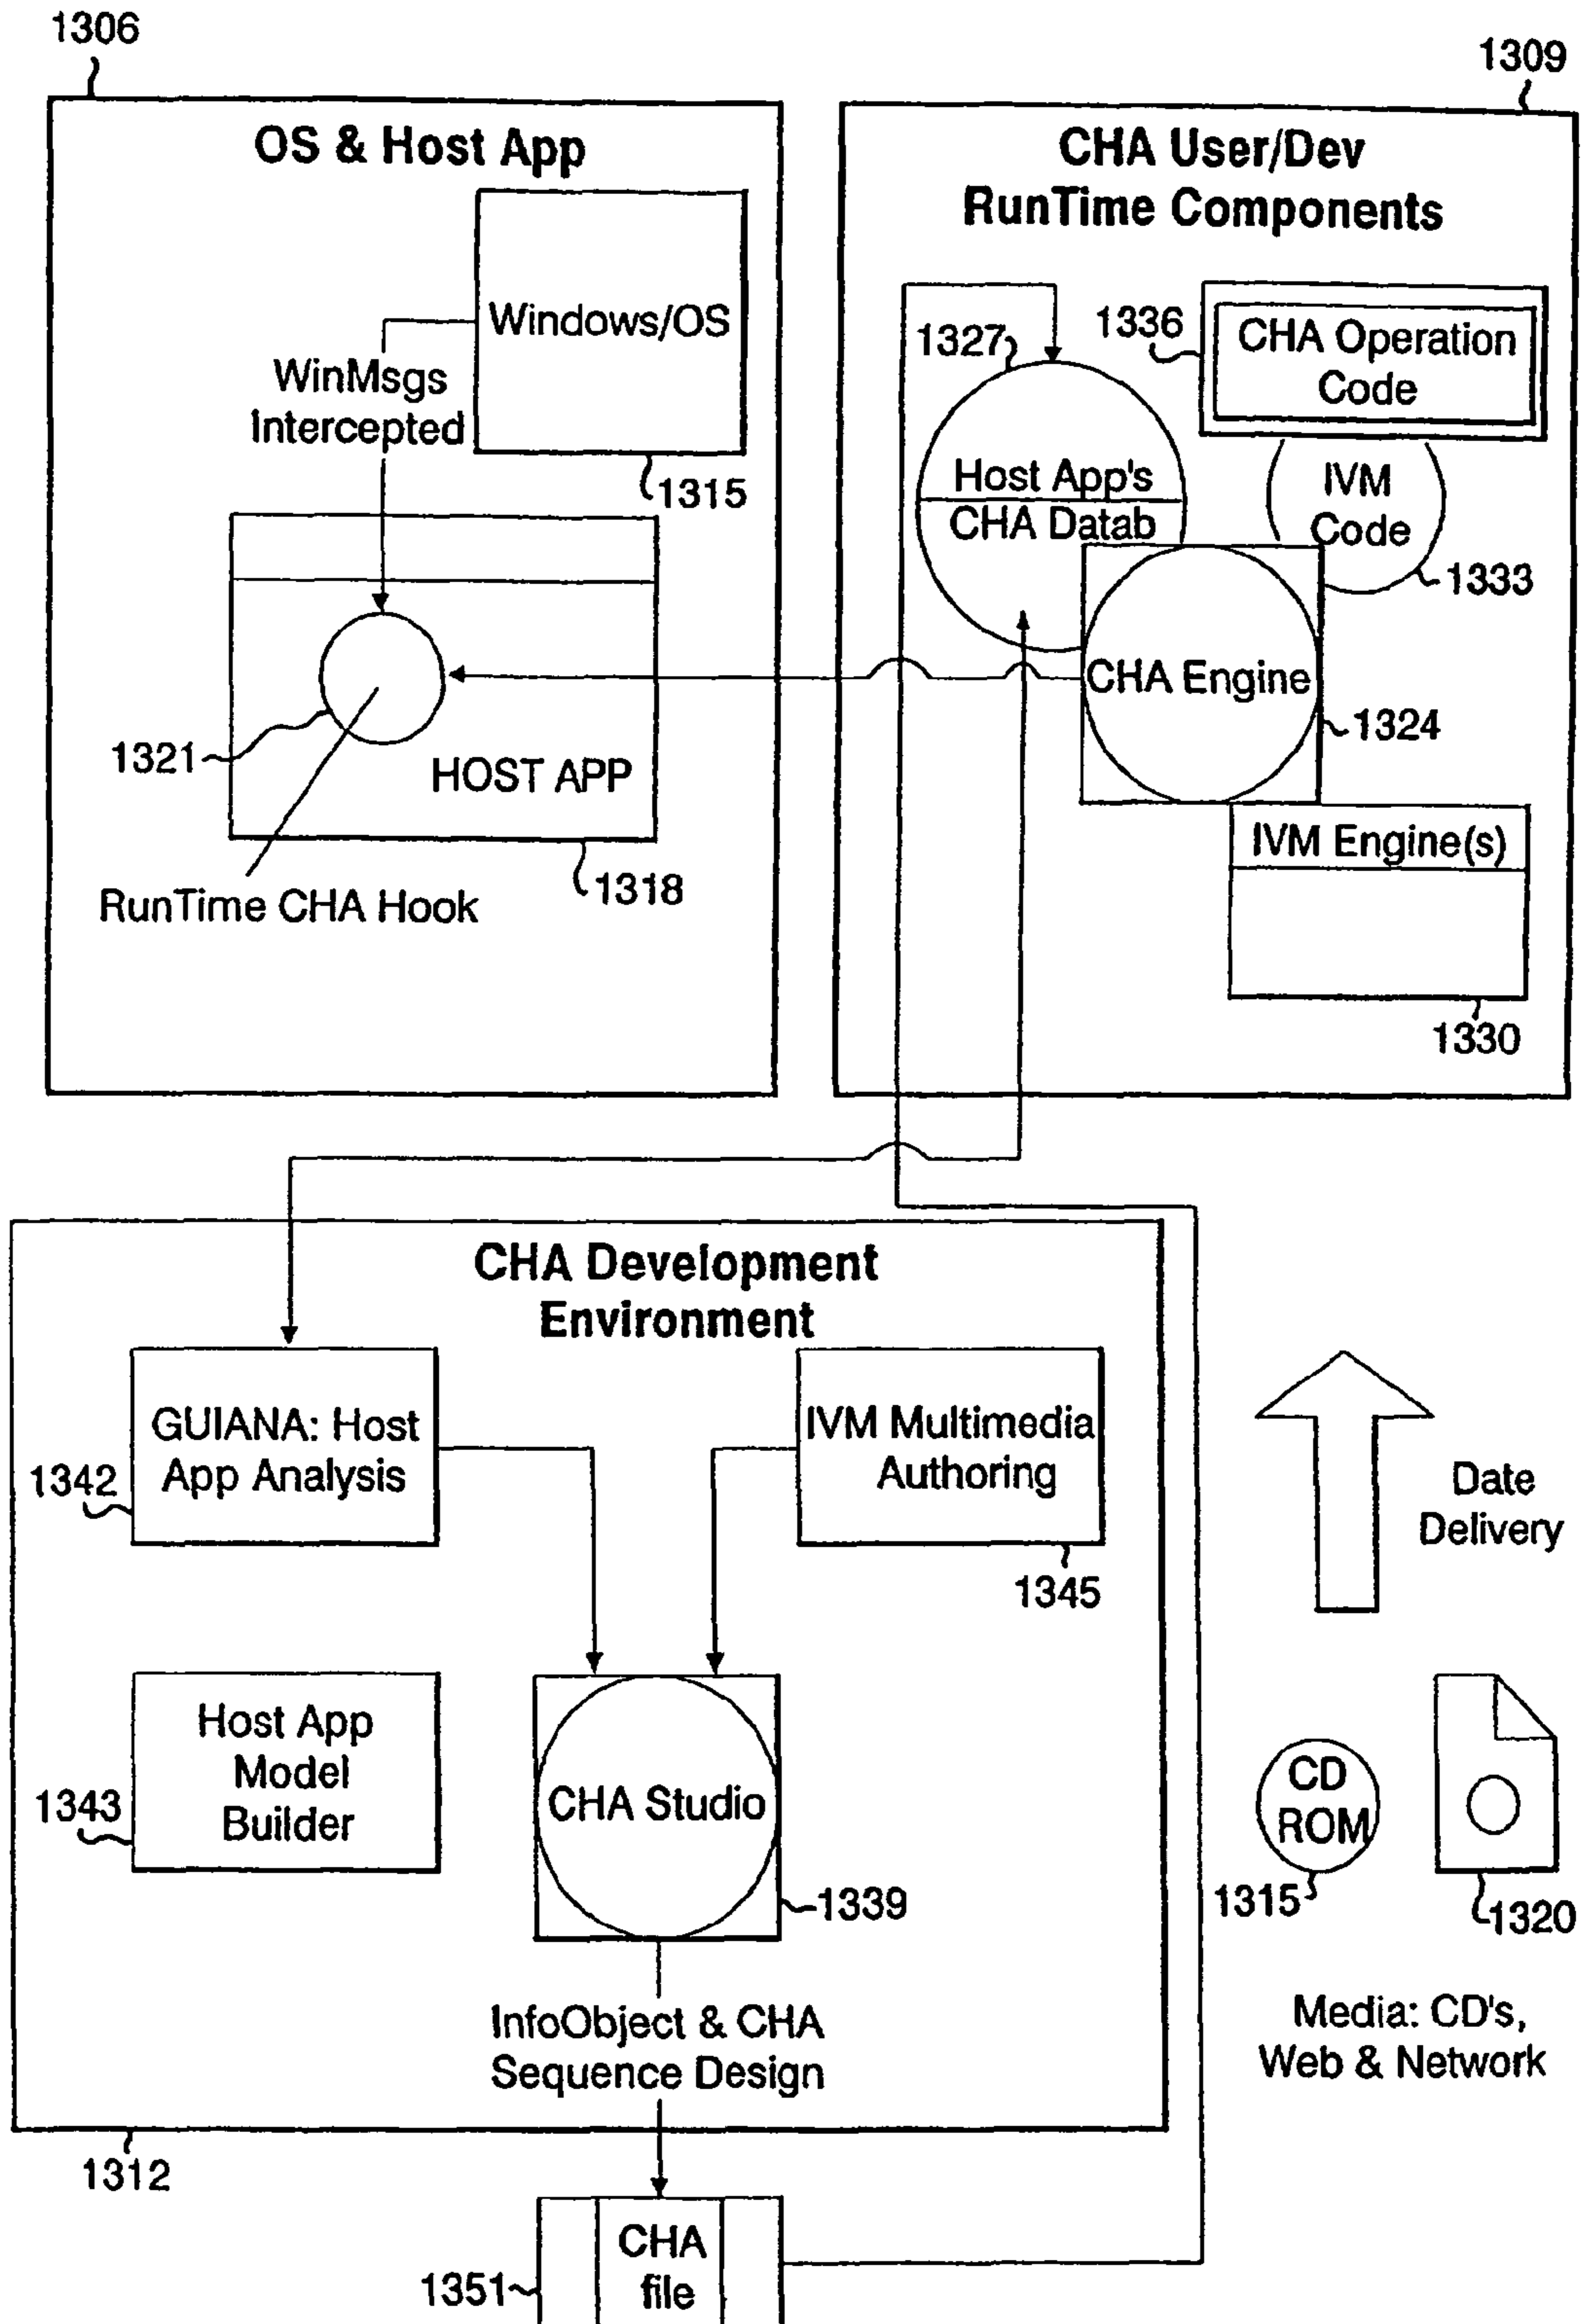 1306
1309
OS & Host App
Windows/OS
WinMsgs
Intercepted
1315
1321
HOST APP
1318
RunTime CHA Hook
CHA User/Dev
RunTime Components
1327
1336
CHA Operation
Code
Host App's
CHA Datab
IVM
Code
1333
CHA Engine
1324
IVM Engine(s)
1330
CHA Development
Environment
GUIANA: Host
App Analysis
1342
IVM Multimedia
Authoring
1345
Host App
Model
Builder
1343
CHA Studio
1339
InfoObject & CHA
Sequence Design
1312
CHA
file
1351
Date
Delivery
CD
ROM
1315
1320
Media: CD's,
Web & Network